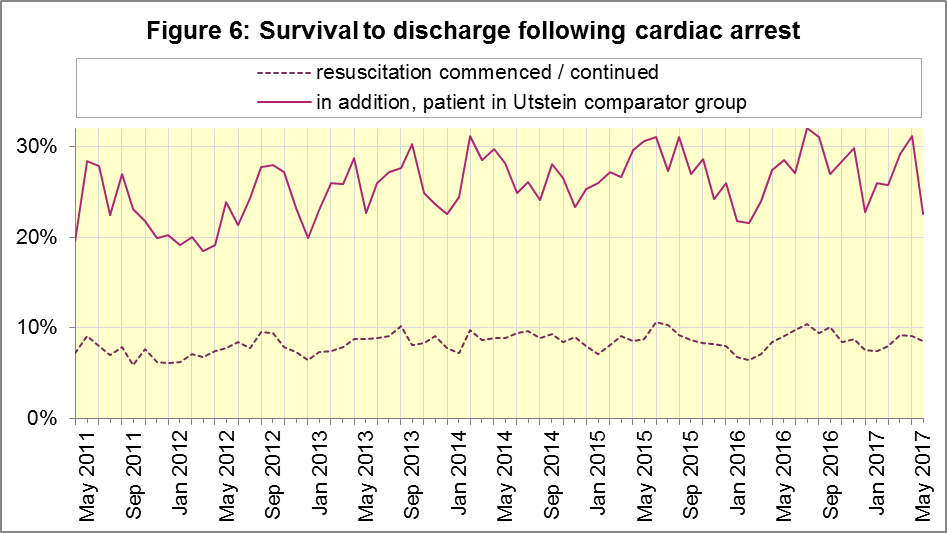 Figure 6: Survival to discharge following cardiac arrest
resuscitation commenced / continued
in addition, patient in Utstein comparator group
30%
20%
10%
0%
May 2011
Sep 2011
Jan 2012
May 2012
Sep 2012
Jan 2013
May 2013
Sep 2013
Jan 2014
May 2014
Sep 2014
Jan 2015
May 2015
Sep 2015
Jan 2016
May 2016
Sep 2016
Jan 2017
May 2017